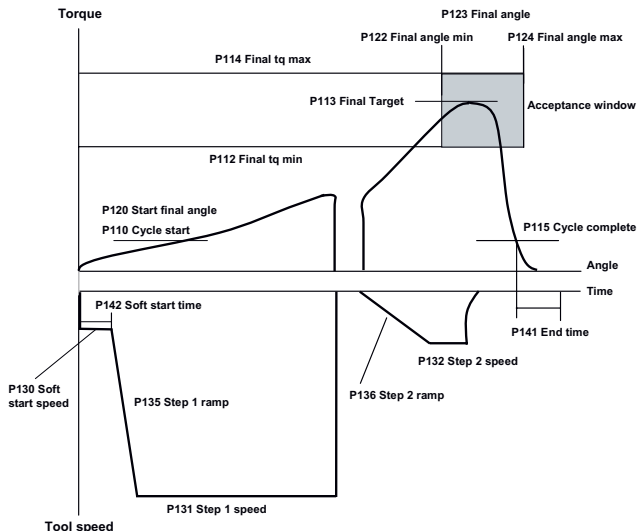 P123 Final angle
Torque
P122 Final angle min
P124 Final angle max
P114 Final tq max
P113 Final Target
Acceptance window
P112 Final tq min
P120 Start final angle
P110 Cycle start
P115 Cycle complete
Angle
Time
P142 Soft start time
P141 End time
P132 Step 2 speed
P130 Soft
start speed
P135 Step 1 ramp
P136 Step 2 ramp
P131 Step 1 speed
Tool speed